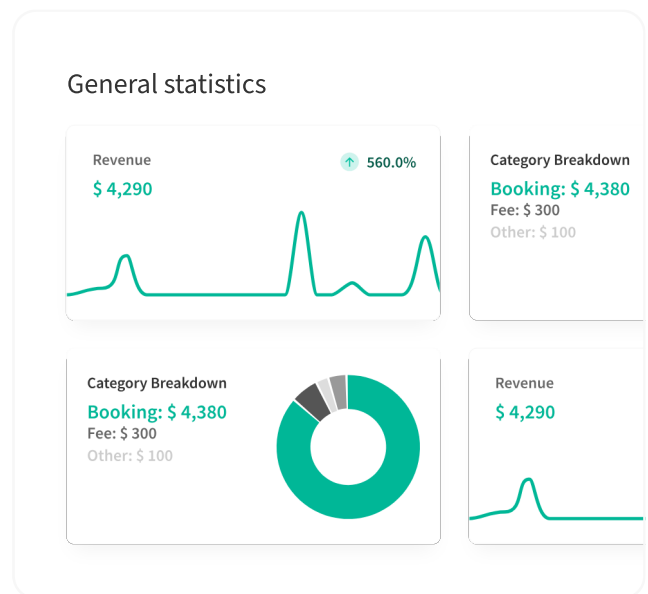 General statistics
Revenue
560.0%
$ 4,290
Category Breakdown
Booking: $ 4,380
Fee: $ 300
Other: $ 100
Category Breakdown
Booking: $ 4,380
Fee: $ 300
Other: $ 100
Revenue
$ 4,290